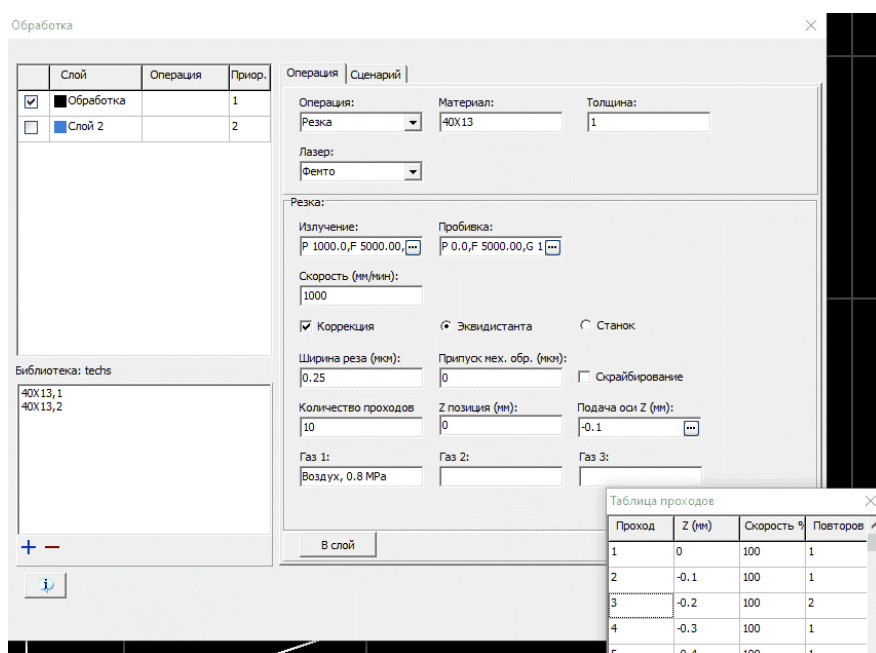 Обработка
Слой Операция Приор.
Обработка 1
Слой 2 2
Библиотека: techs
40X13,1
40X13,2
Операция Сценарий
Операция: Материал: Толщина:
Резка 40X13 1
Лазер:
Фемто
Резка:
Излучение: Пробивка:
P 1000.0,F 5000.00, ... P 0.0,F 5000.00,G 1 ...
Скорость (мм/мин):
1000
Коррекция Эквидистанта Станок
Ширина реза (мкм): Припуск мех. обр. (мкм):
0.25 0 Скрайбирование
Количество проходов Z позиция (мм): Подача оси Z (мм):
10 0 -0.1 ...
Газ 1: Газ 2: Газ 3:
Воздух, 0.8 MPa
В слой
Таблица проходов
Проход Z (мм) Скорость % Повторов
1 0 100 1
2 -0.1 100 1
3 -0.2 100 2
4 -0.3 100 1
5 -0.4 100 1